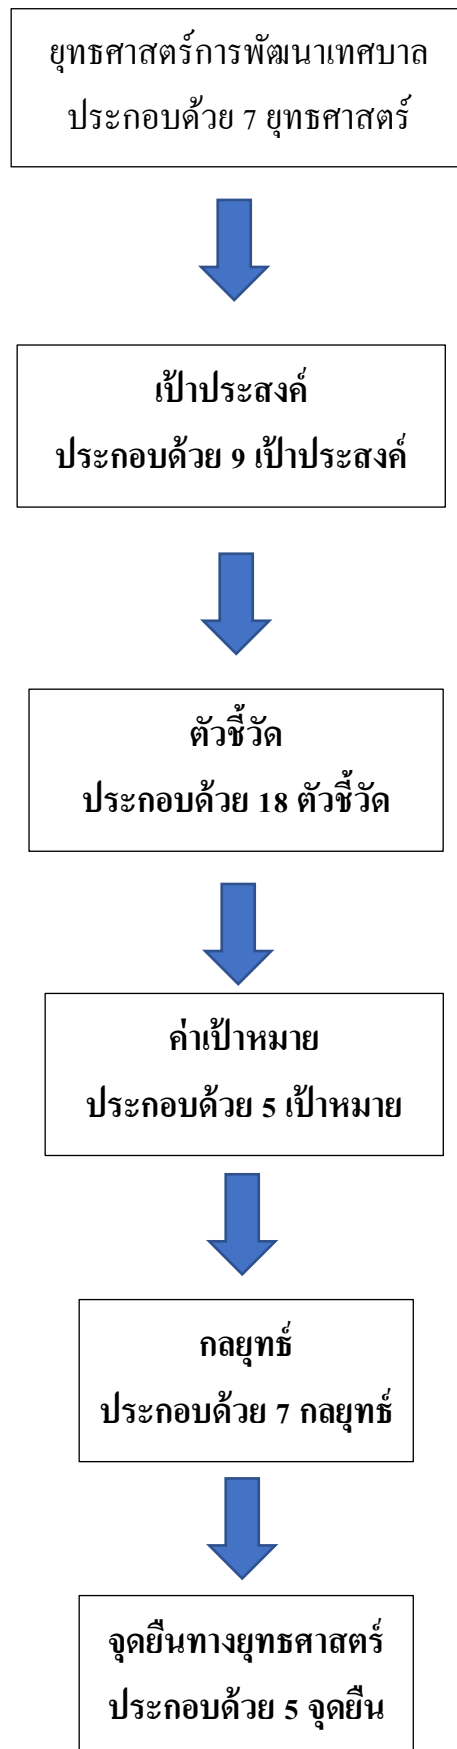 ยุทธศาสตร์การพัฒนาเทศบาล
ประกอบด้วย 7 ยุทธศาสตร์
เป้าประสงค์
ประกอบด้วย 9 เป้าประสงค์
ตัวชี้วัด
ประกอบด้วย 18 ตัวชี้วัด
ค่าเป้าหมาย
ประกอบด้วย 5 เป้าหมาย
กลยุทธ์
ประกอบด้วย 7 กลยุทธ์
จุดยืนทางยุทธศาสตร์
ประกอบด้วย 5 จุดยืน